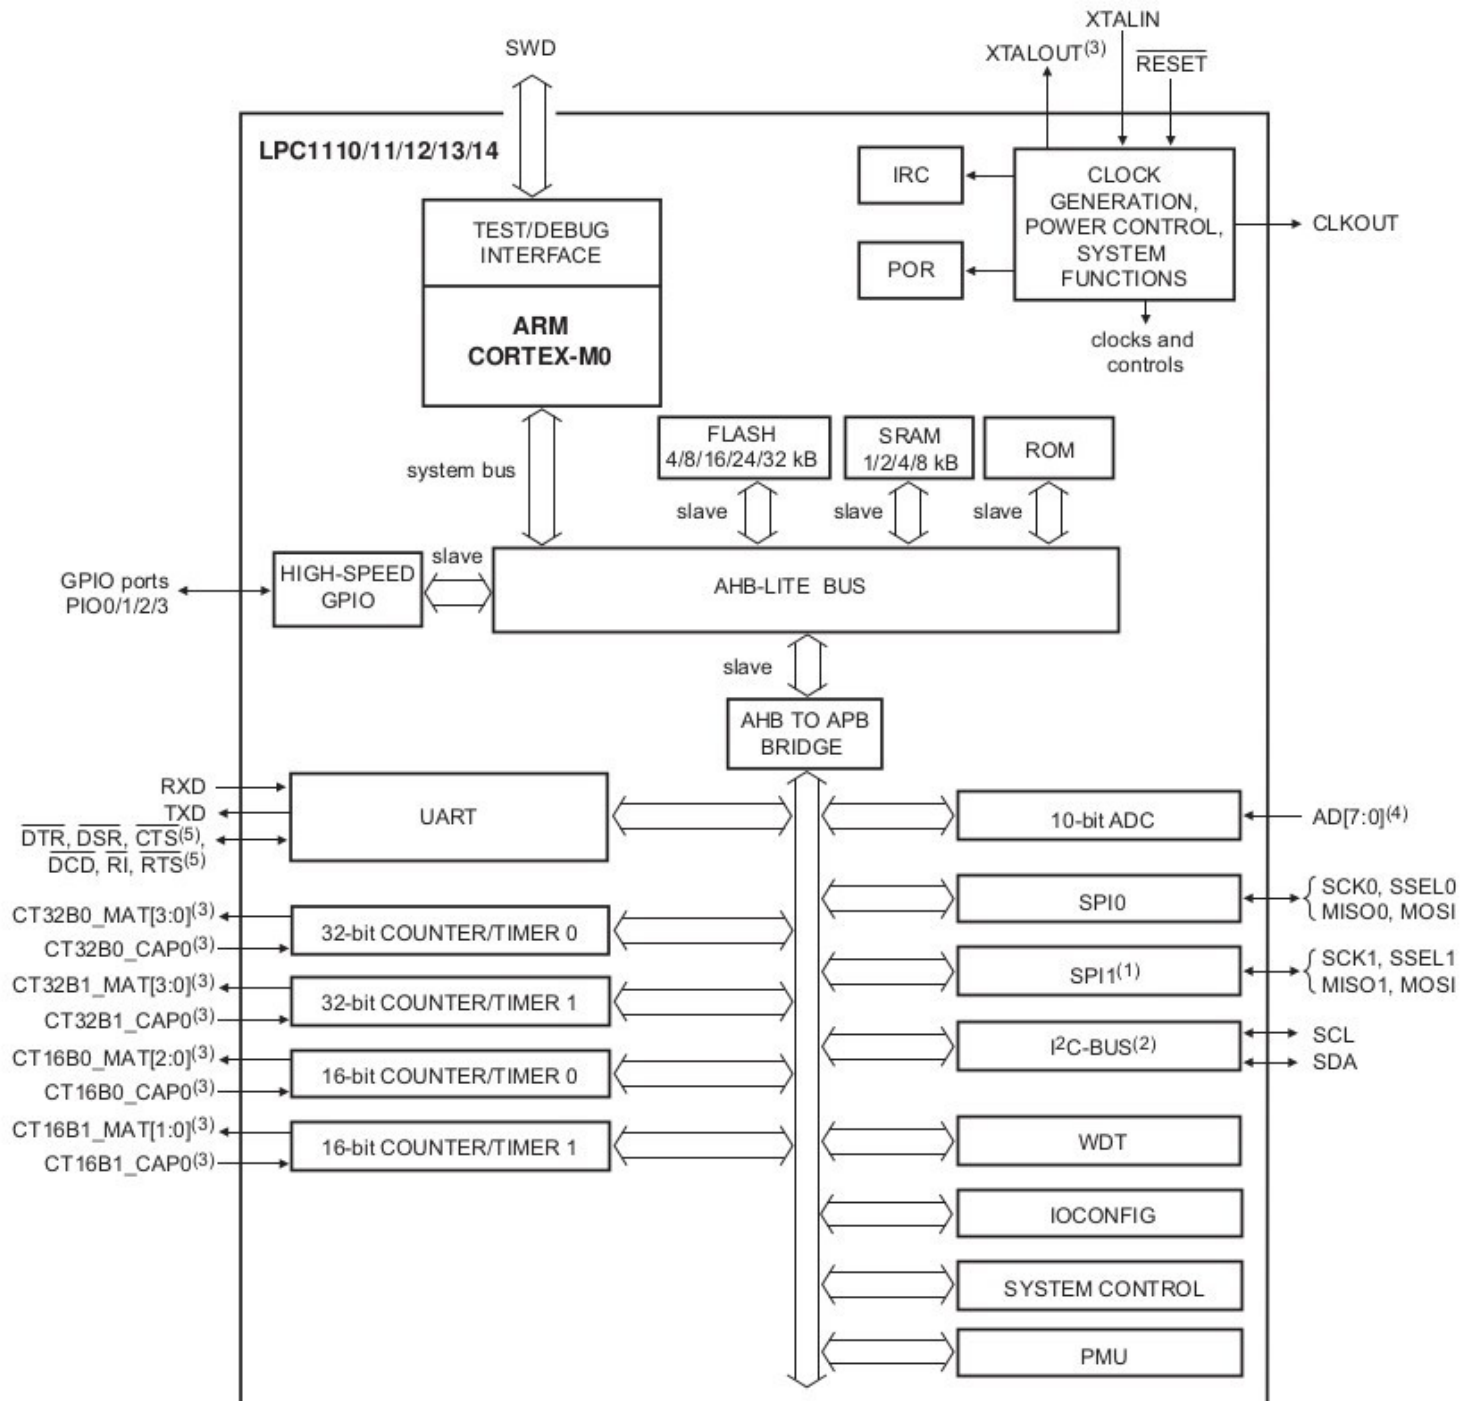 XTALIN
SWD
XTALOUT(3)
RESET
LPC1110/11/12/13/14
IRC
CLOCK
GENERATION,
POWER CONTROL,
SYSTEM
FUNCTIONS
CLKOUT
TEST/DEBUG
INTERFACE
POR
ARM
CORTEX-M0
clocks and
controls
FLASH
4/8/16/24/32 kB
SRAM
1/2/4/8 kB
ROM
system bus
slave
slave
slave
GPIO ports
PIO0/1/2/3
HIGH-SPEED
GPIO
slave
AHB-LITE BUS
slave
AHB TO APB
BRIDGE
RXD
TXD
DTR, DSR, CTS(5),
DCD, RI, RTS(5)
UART
10-bit ADC
AD[7:0](4)
CT32B0_MAT[3:0](3)
CT32B0_CAP0(3)
32-bit COUNTER/TIMER 0
SPI0
SCK0, SSEL0
MISO0, MOSI
CT32B1_MAT[3:0](3)
CT32B1_CAP0(3)
32-bit COUNTER/TIMER 1
SPI1(1)
SCK1, SSEL1
MISO1, MOSI
CT16B0_MAT[2:0](3)
CT16B0_CAP0(3)
16-bit COUNTER/TIMER 0
I2C-BUS(2)
SCL
SDA
CT16B1_MAT[1:0](3)
CT16B1_CAP0(3)
16-bit COUNTER/TIMER 1
WDT
IOCONFIG
SYSTEM CONTROL
PMU